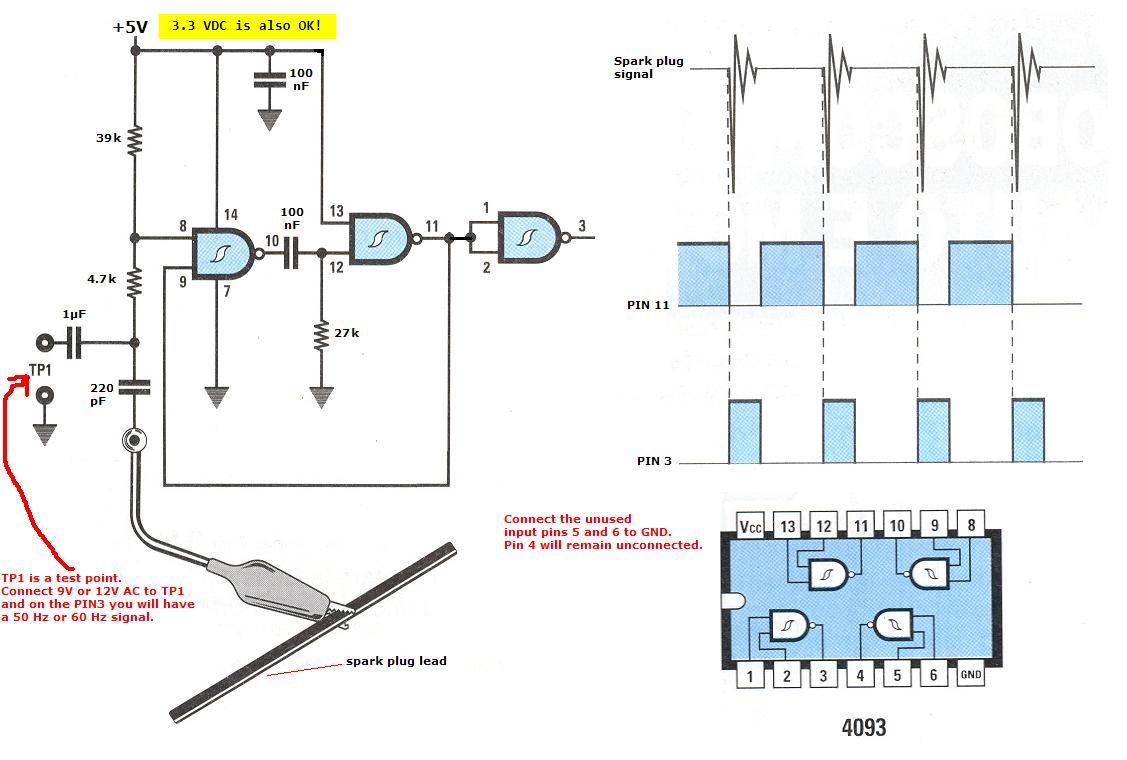 +5V
3.3 VDC is also OK!
100
nF
39k
14
8
10
100
nF
13
11
1
3
12
2
9
7
4.7k
1µF
27k
TP1
220
pF
TP1 is a test point.
Connect 9V or 12V AC to TP1
and on the PIN3 you will have
a 50 Hz or 60 Hz signal.
spark plug lead
Spark plug
signal
PIN 11
PIN 3
Connect the unused
input pins 5 and 6 to GND.
Pin 4 will remain unconnected.
Vcc 13 12 11 10 9 8
1 2 3 4 5 6 GND
4093